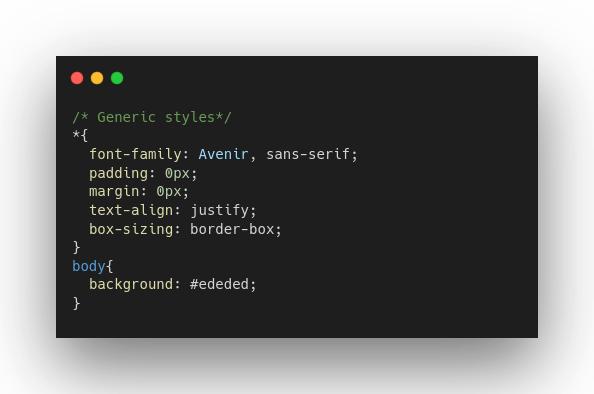 /* Generic styles*/
*{
  font-family: Avenir, sans-serif;
  padding: 0px;
  margin: 0px;
  text-align: justify;
  box-sizing: border-box;
}
body{
  background: #ededed;
}